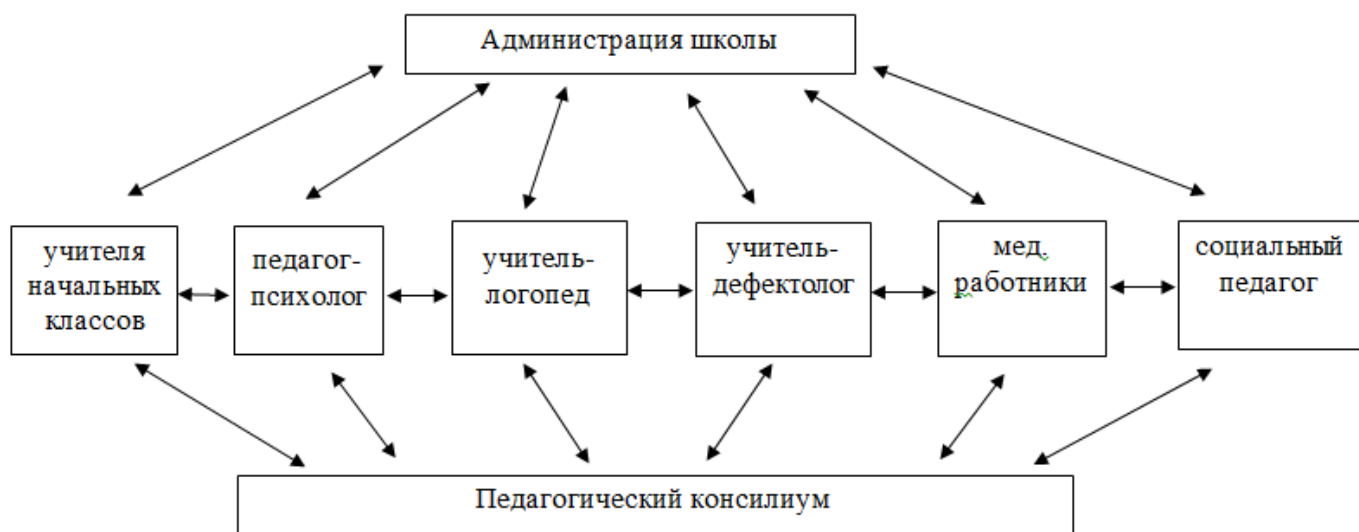 Администрация школы
учителя
начальных
классов
педагог-
психолог
учитель-
логопед
учитель-
дефектолог
мед.
работники
социальный
педагог
Педагогический консилиум